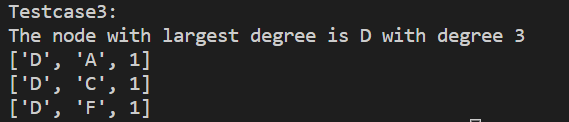 Testcase3:
The node with largest degree is D with degree 3
['D', 'A', 1]
['D', 'C', 1]
['D', 'F', 1]